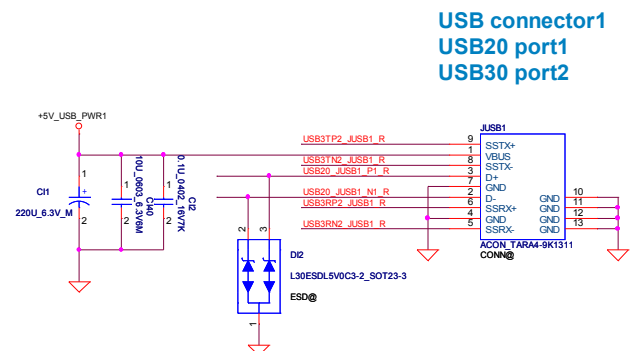 USB connector1
USB20 port1
USB30 port2
+5V_USB_PWR1
JUSB1
USB3TP2_JUSB1_R
9
SSTX+
1
VBUS
USB3TN2_JUSB1_R
8
SSTX-
USB20_JUSB1_P1_R
3
D+
7
GND
USB20_JUSB1_N1_R
2
D-
GND
10
USB3RP2_JUSB1_R
6
SSRX+
GND
11
4
GND
GND
12
USB3RN2_JUSB1_R
5
SSRX-
GND
13
ACON_TARA4-9K1311
CONN@
1
CI1
+
220U_6.3V_M
2
1
2
CI40
10U_0603_6.3V6M
1
2
CI2
0.1U_0402_16V7K
2
3
DI2
L30ESDL5V0C3-2_SOT23-3
ESD@
1